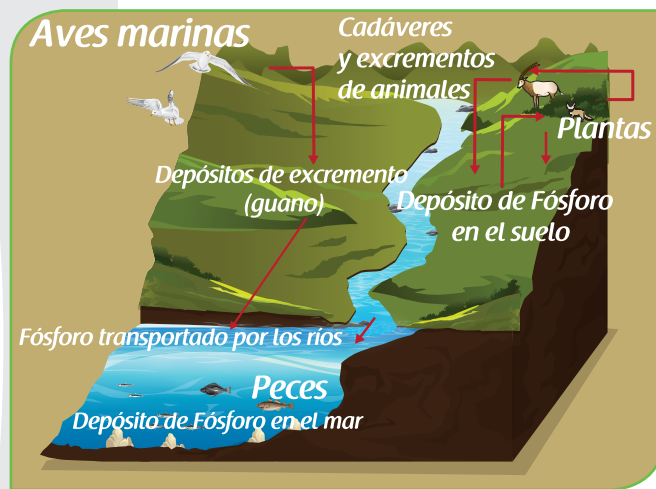 Aves marinas
Cadáveres
y excrementos
de animales
Plantas
Depósitos de excremento
(guano)
Depósito de Fósforo
en el suelo
Fósforo transportado por los ríos
Peces
Depósito de Fósforo en el mar